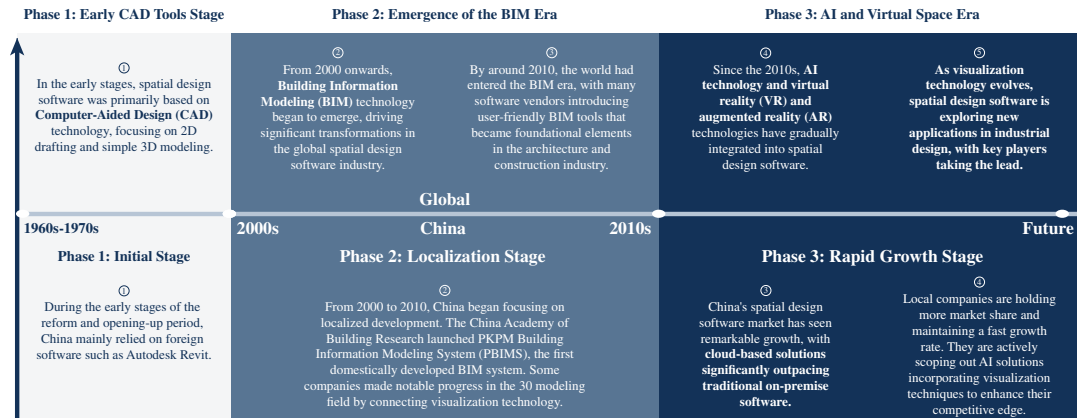 Phase 1: Early CAD Tools Stage
Phase 2: Emergence of the BIM Era
Phase 3: AI and Virtual Space Era
①
In the early stages, spatial design
software was primarily based on
Computer-Aided Design (CAD)
technology, focusing on 2D
drafting and simple 3D modeling.
②
From 2000 onwards,
Building Information
Modeling (BIM) technology
began to emerge, driving
significant transformations in
the global spatial design
software industry.
③
By around 2010, the world had
entered the BIM era, with many
software vendors introducing
user-friendly BIM tools that
became foundational elements
in the architecture and
construction industry.
④
Since the 2010s, AI
technology and virtual
reality (VR) and
augmented reality (AR)
technologies have gradually
integrated into spatial
design software.
⑤
As visualization
technology evolves,
spatial design software is
exploring new
applications in industrial
design, with key players
taking the lead.
Global
1960s-1970s
2000s
China
2010s
Future
Phase 1: Initial Stage
Phase 2: Localization Stage
Phase 3: Rapid Growth Stage
①
During the early stages of the
reform and opening-up period,
China mainly relied on foreign
software such as Autodesk Revit.
②
From 2000 to 2010, China began focusing on
localized development. The China Academy of
Building Research launched PKPM Building
Information Modeling System (PBIMS), the first
domestically developed BIM system. Some
companies made notable progress in the 30 modeling
field by connecting visualization technology.
③
China's spatial design
software market has seen
remarkable growth, with
cloud-based solutions
significantly outpacing
traditional on-premise
software.
④
Local companies are holding
more market share and
maintaining a fast growth
rate. They are actively
scoping out AI solutions
incorporating visualization
techniques to enhance their
competitive edge.